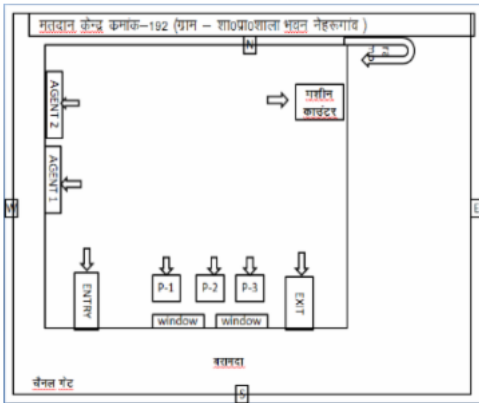 मतदान केन्द्र कमांक–192 (ग्राम – शा0प्रा0शाला भवन नेहरूगांव )
N
AGENT 2
मशीन
काउंटर
AGENT 1
W
E
ENTRY
P-1
P-2
P-3
EXIT
window
window
बरामदा
चैनल गेट
S